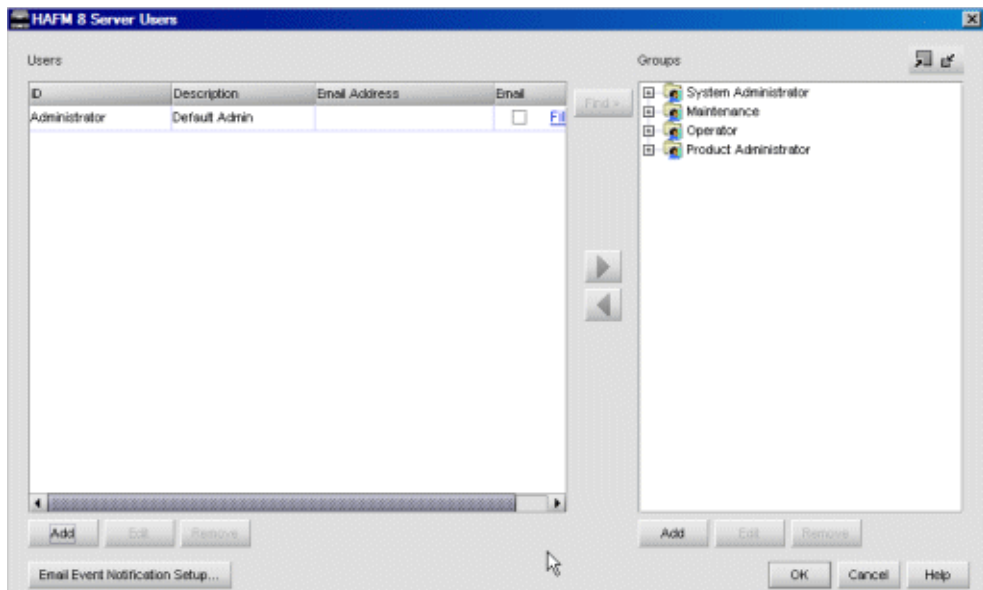 HAFM 8 Server Users
Users
Groups
ID Description Email Address Email
Administrator Default Admin
Find >
System Administrator
Maintenance
Operator
Product Administrator
Add Edit Remove
Add Edit Remove
Email Event Notification Setup...
OK Cancel Help